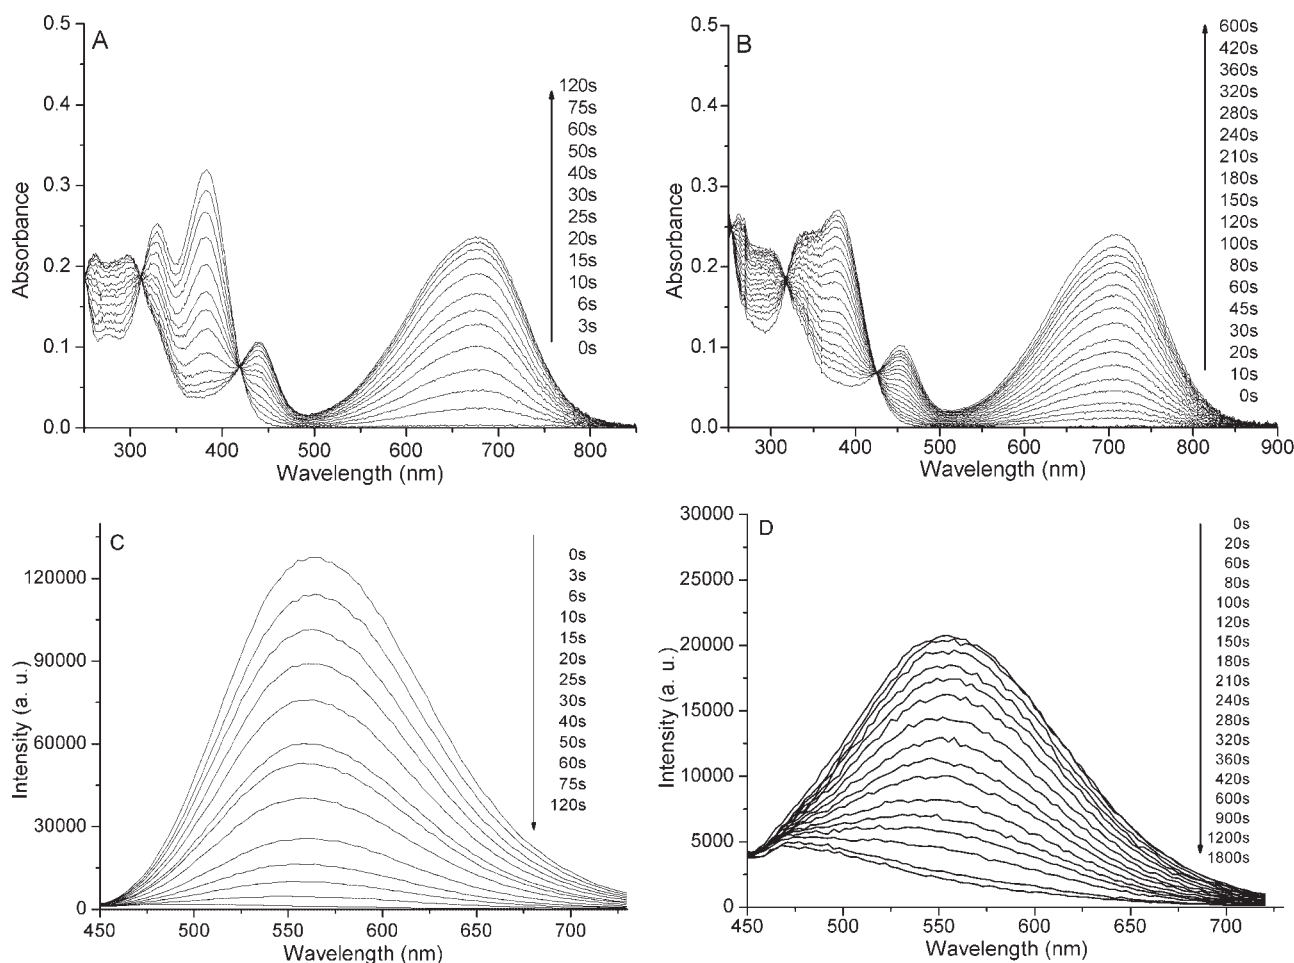 A
0.5
0.4
0.3
0.2
0.1
0.0
Absorbance
300 400 500 600 700 800
Wavelength (nm)
120s
75s
60s
50s
40s
30s
25s
20s
15s
10s
6s
3s
0s
B
0.5
0.4
0.3
0.2
0.1
0.0
Absorbance
300 400 500 600 700 800 900
Wavelength (nm)
600s
420s
360s
320s
280s
240s
210s
180s
150s
120s
100s
80s
60s
45s
30s
20s
10s
0s
C
120000
90000
60000
30000
0
Intensity (a. u.)
450 500 550 600 650 700
Wavelength (nm)
0s
3s
6s
10s
15s
20s
25s
30s
40s
50s
60s
75s
120s
D
30000
25000
20000
15000
10000
5000
0
Intensity (a. u.)
450 500 550 600 650 700
Wavelength (nm)
0s
20s
60s
80s
100s
120s
150s
180s
210s
240s
280s
320s
360s
420s
600s
900s
1200s
1800s